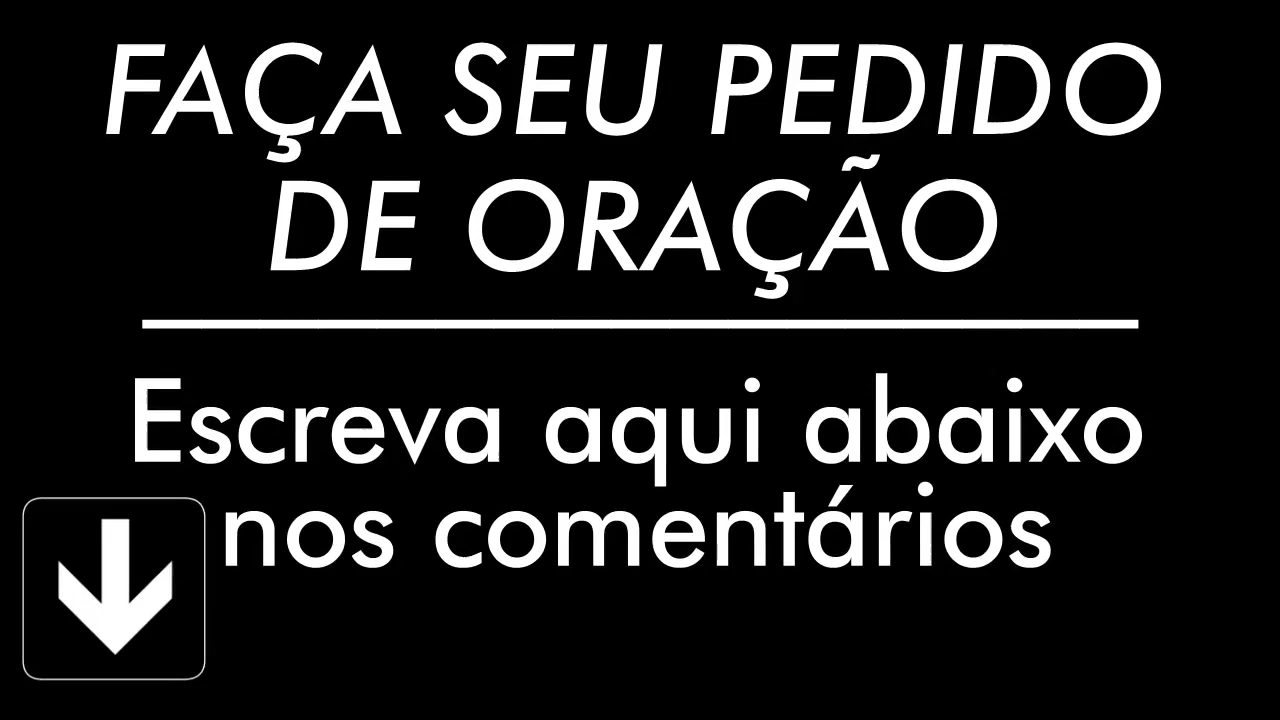 FAÇA SEU PEDIDO
DE ORAÇÃO
Escreva aqui abaixo
nos comentários